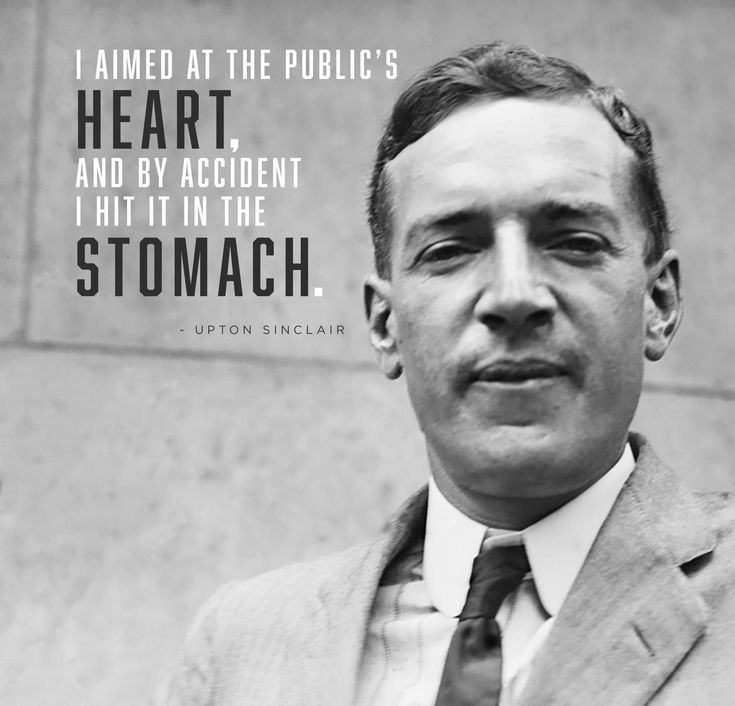 I AIMED AT THE PUBLIC'S
HEART,
AND BY ACCIDENT
I HIT IT IN THE
STOMACH.
- UPTON SINCLAIR